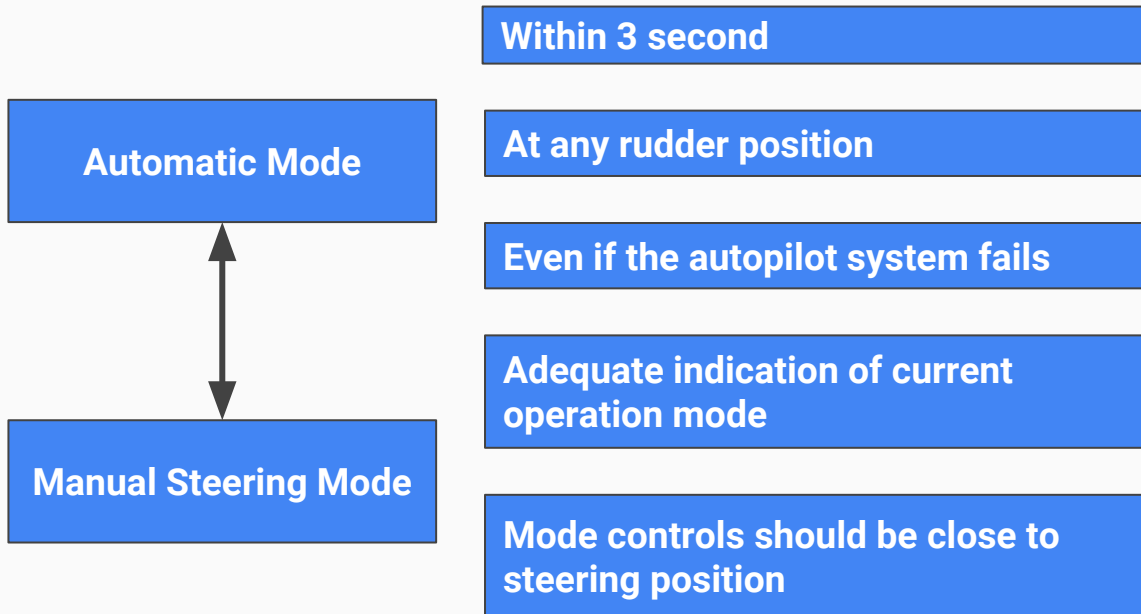 Within 3 second
Automatic Mode
At any rudder position
Even if the autopilot system fails
Adequate indication of current
operation mode
Manual Steering Mode
Mode controls should be close to
steering position